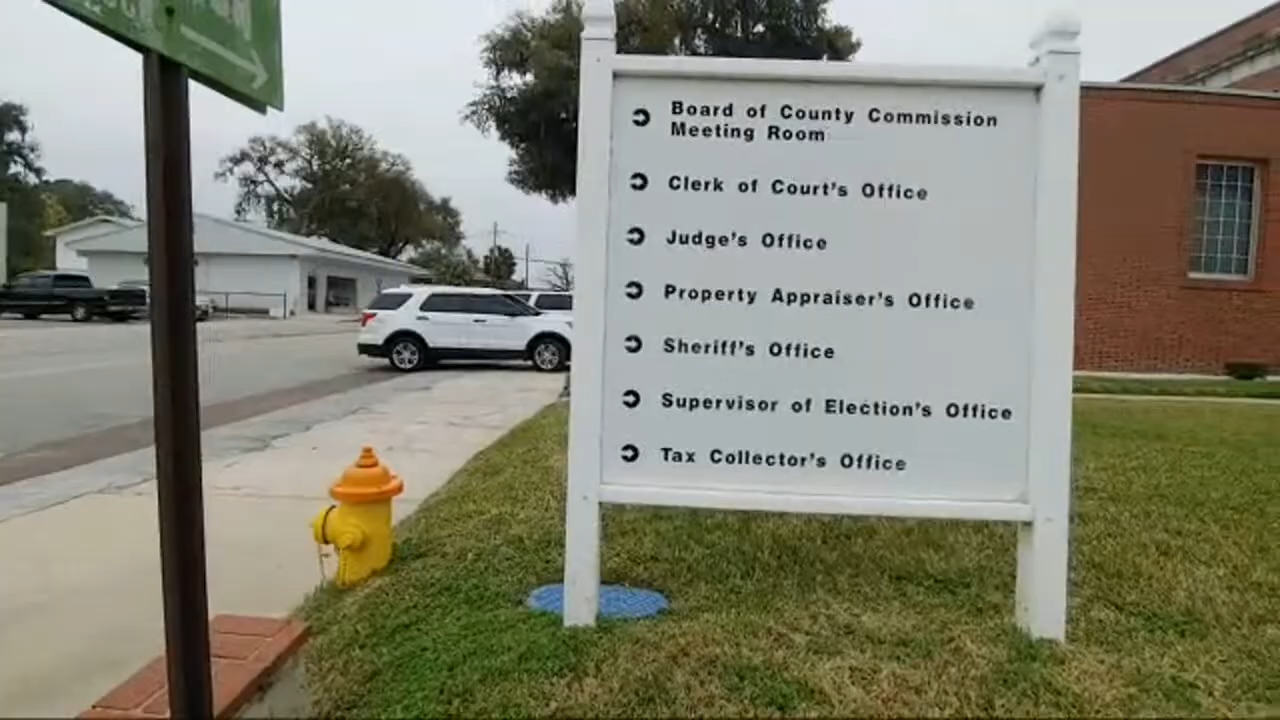 Board of County Commission
Meeting Room
Clerk of Court's Office
Judge's Office
Property Appraiser's Office
Sheriff's Office
Supervisor of Election's Office
Tax Collector's Office